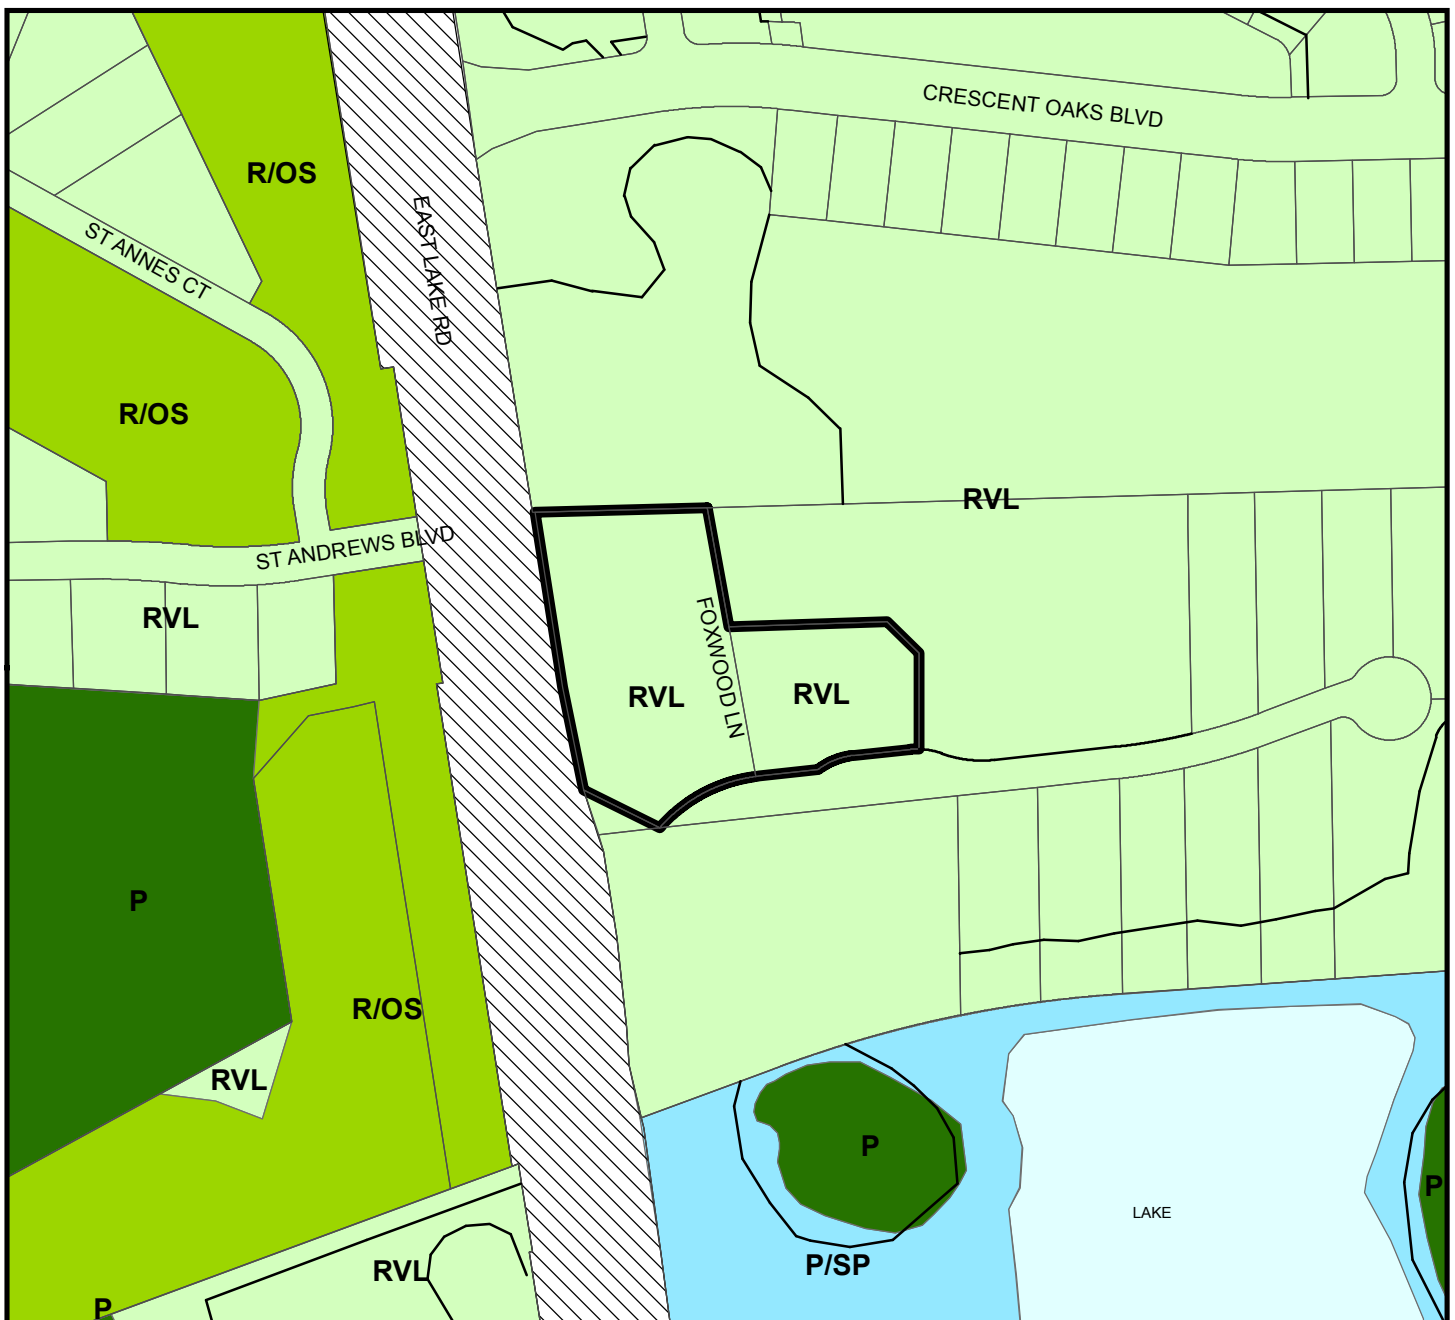 CRESCENT OAKS BLVD
R/OS
EAST LAKE RD
ST ANNES CT
R/OS
RVL
ST ANDREWS BLVD
RVL
FOXWOOD LN
RVL
RVL
P
R/OS
RVL
P
P
LAKE
P/SP
RVL
P